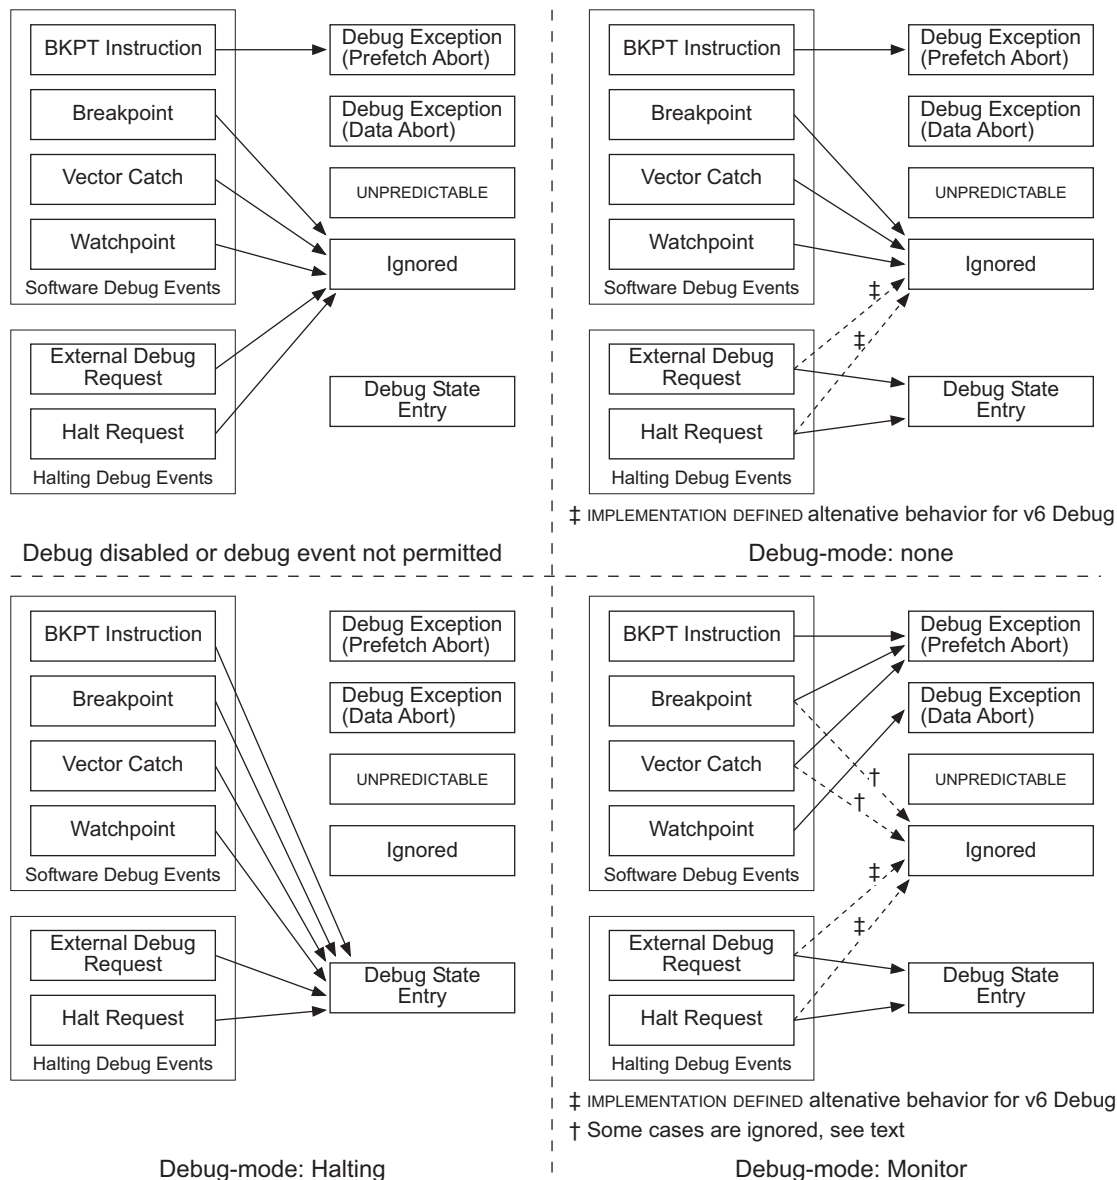 BKPT Instruction
Debug Exception
(Prefetch Abort)
Breakpoint
Debug Exception
(Data Abort)
Vector Catch
UNPREDICTABLE
Watchpoint
Ignored
Software Debug Events
External Debug
Request
Debug State
Entry
Halt Request
Halting Debug Events
Debug disabled or debug event not permitted
BKPT Instruction
Debug Exception
(Prefetch Abort)
Breakpoint
Debug Exception
(Data Abort)
Vector Catch
UNPREDICTABLE
Watchpoint
Ignored
Software Debug Events
‡
‡
External Debug
Request
Debug State
Entry
Halt Request
Halting Debug Events
‡ IMPLEMENTATION DEFINED altenative behavior for v6 Debug
Debug-mode: none
BKPT Instruction
Debug Exception
(Prefetch Abort)
Breakpoint
Debug Exception
(Data Abort)
Vector Catch
UNPREDICTABLE
Watchpoint
Ignored
Software Debug Events
External Debug
Request
Debug State
Entry
Halt Request
Halting Debug Events
Debug-mode: Halting
BKPT Instruction
Debug Exception
(Prefetch Abort)
Breakpoint
Debug Exception
(Data Abort)
Vector Catch
UNPREDICTABLE
†
†
Watchpoint
Ignored
Software Debug Events
‡
‡
External Debug
Request
Debug State
Entry
Halt Request
Halting Debug Events
‡ IMPLEMENTATION DEFINED altenative behavior for v6 Debug
† Some cases are ignored, see text
Debug-mode: Monitor